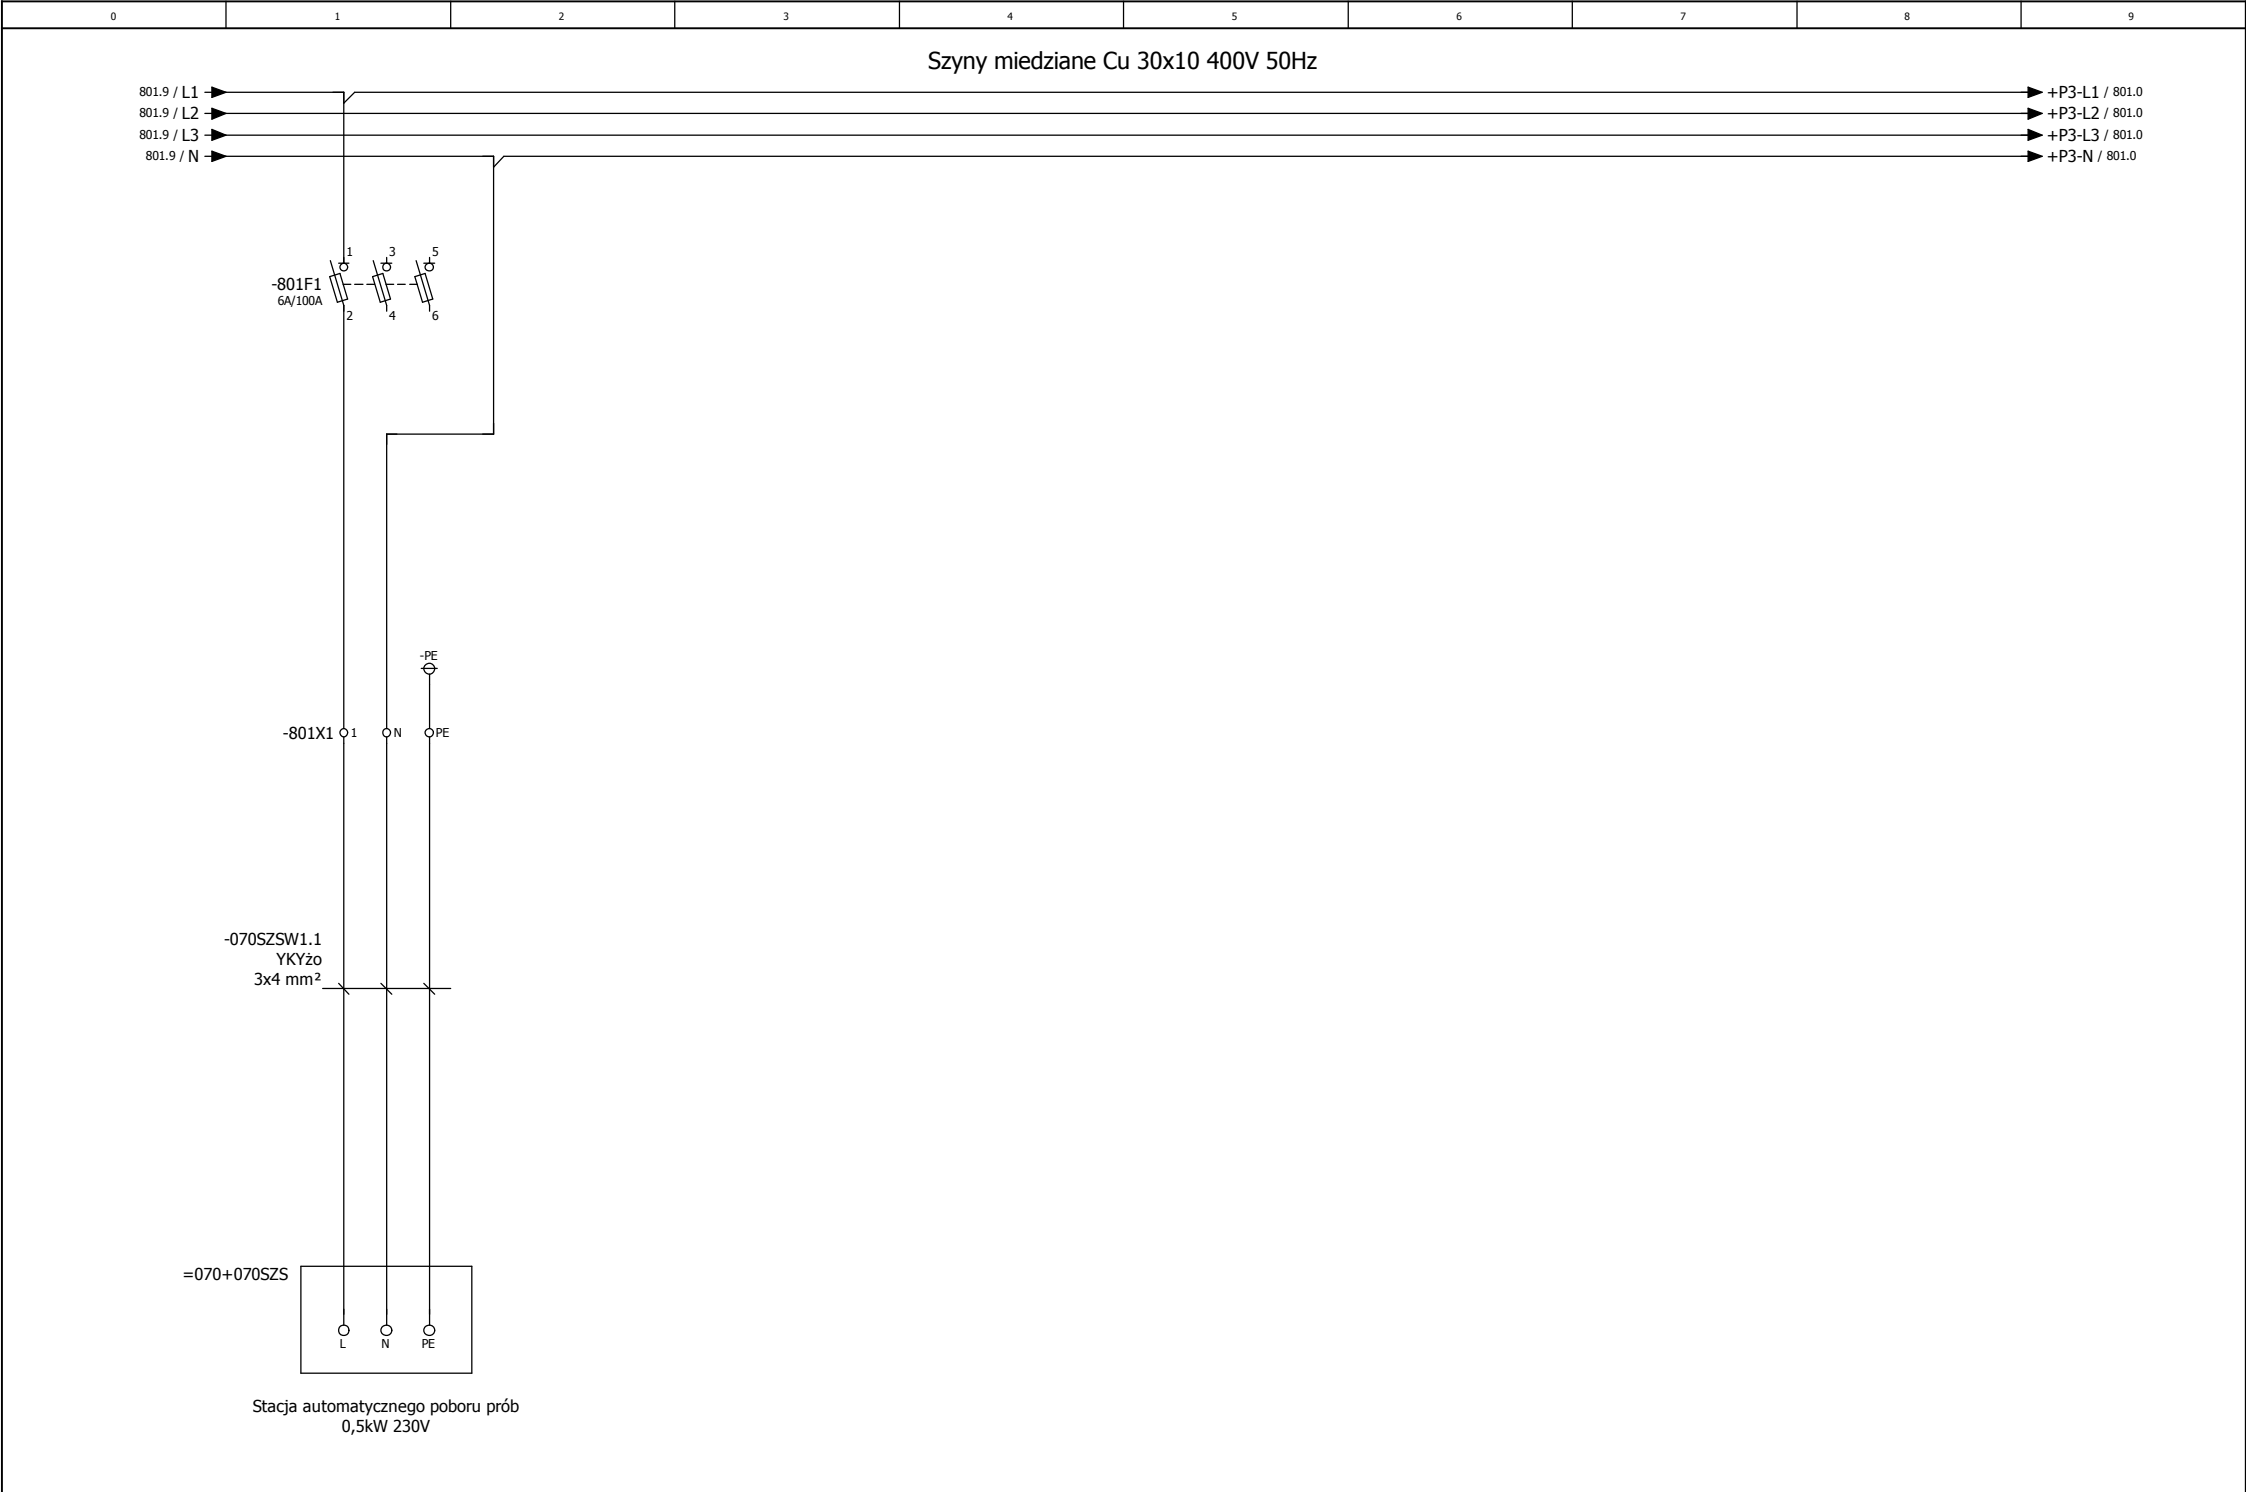 0 1 2 3 4 5 6 7 8 9
Szyny miedziane Cu 30x10 400V 50Hz
801.9 / L1 +P3-L1 / 801.0
801.9 / L2 +P3-L2 / 801.0
801.9 / L3 +P3-L3 / 801.0
801.9 / N +P3-N / 801.0
1 3 5
-801F1
6A/100A
2 4 6
-PE
-801X1 1 N PE
-070SZSW1.1
YKYżo
3x4 mm²
=070+070SZS
L N PE
Stacja automatycznego poboru prób
0,5kW 230V